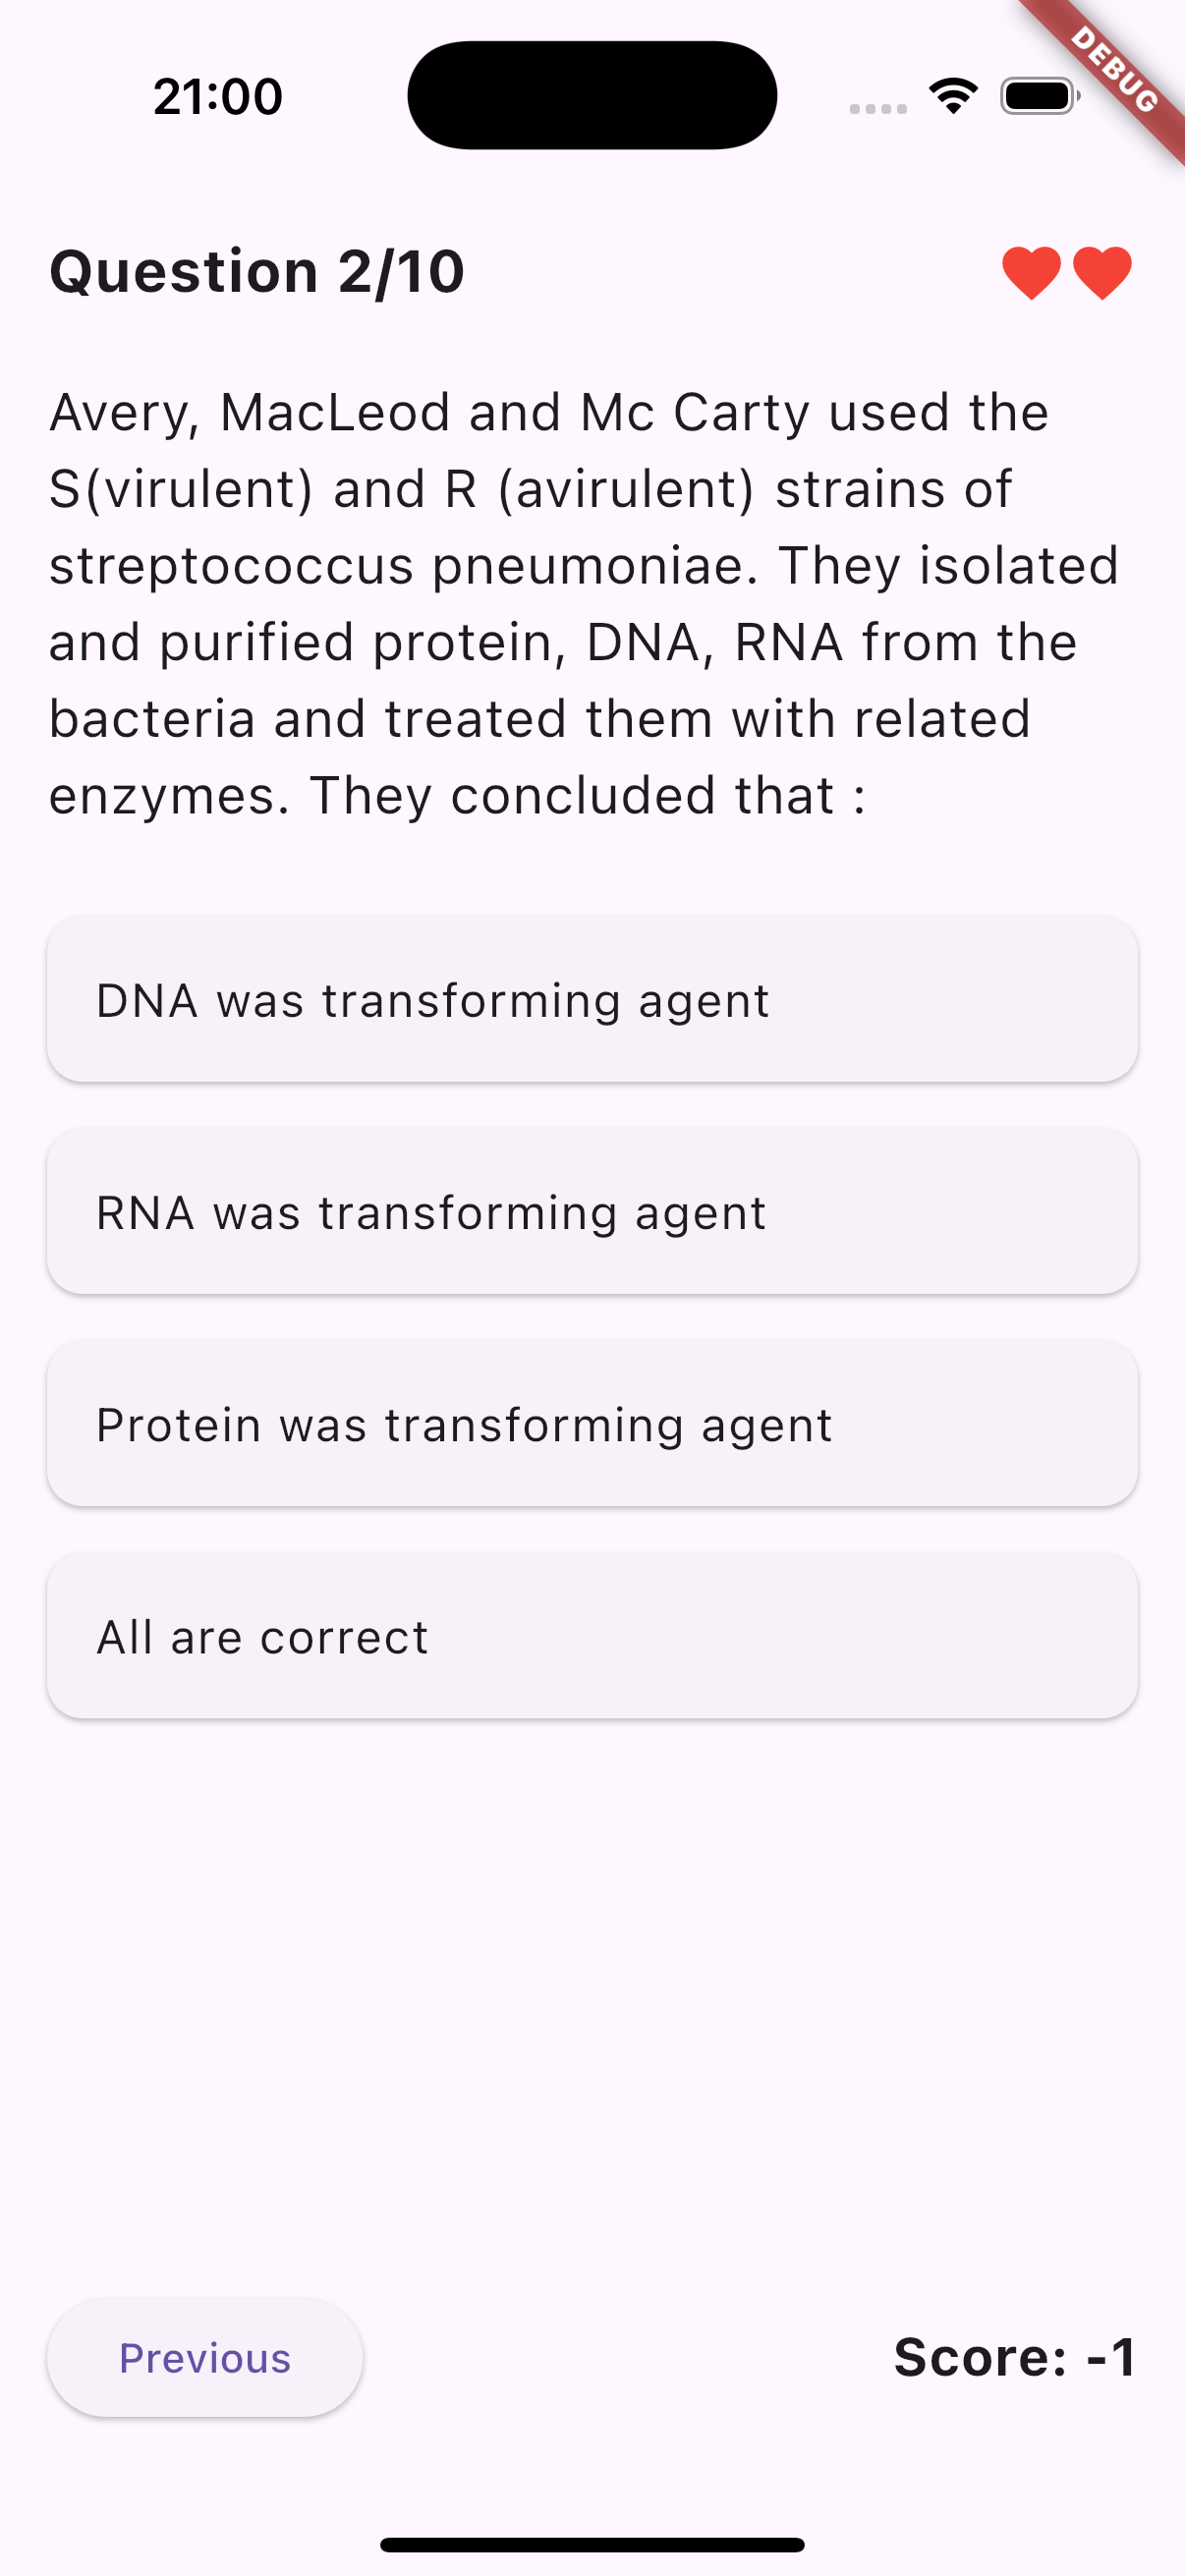 21:00
DEBUG
Question 2/10
Avery, MacLeod and Mc Carty used the
S(virulent) and R (avirulent) strains of
streptococcus pneumoniae. They isolated
and purified protein, DNA, RNA from the
bacteria and treated them with related
enzymes. They concluded that :
DNA was transforming agent
RNA was transforming agent
Protein was transforming agent
All are correct
Previous
Score: -1